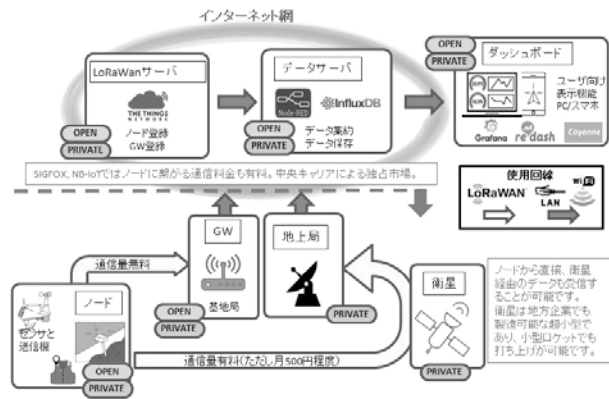 インターネット網
LoRaWanサーバ
THE THINGS
NETWORK
ノード登録
GW登録
OPEN
PRIVATE
データサーバ
Node-RED
InfluxDB
データ集約
データ保存
OPEN
PRIVATE
OPEN
PRIVATE
ダッシュボード
ユーザ向け
表示機能
PC/スマホ
Grafana
re:dash
Cayenne
SIGFOX, NB-IoTではノードに繋がる通信料金も有料。中央キャリアによる独占市場。
使用回線
LoRaWAN
LAN
WiFi
GW
基地局
OPEN
PRIVATE
地上局
PRIVATE
通信量無料
ノード
センサと
送信機
OPEN
PRIVATE
通信量有料(ただし月500円程度)
衛星
PRIVATE
ノードから直接、衛星
経由のデータも受信す
ることが可能です。
衛星は地方企業でも
製造可能な超小型で
あり、小型ロケットでも
打ち上げが可能です。